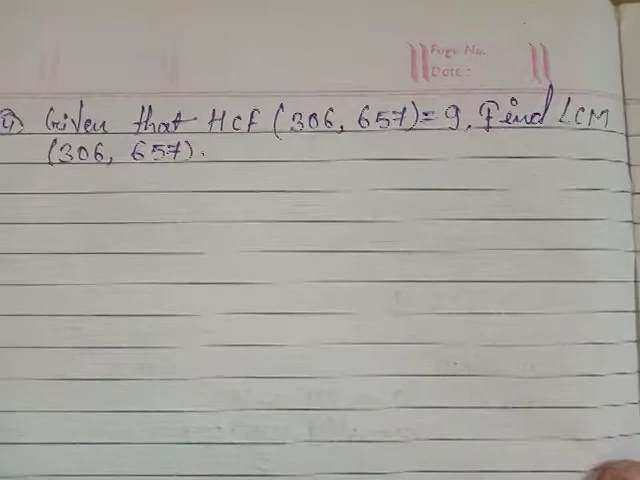 Page No.
Date:
4) Given that HCF (306, 657) = 9. Find LCM
(306, 657).